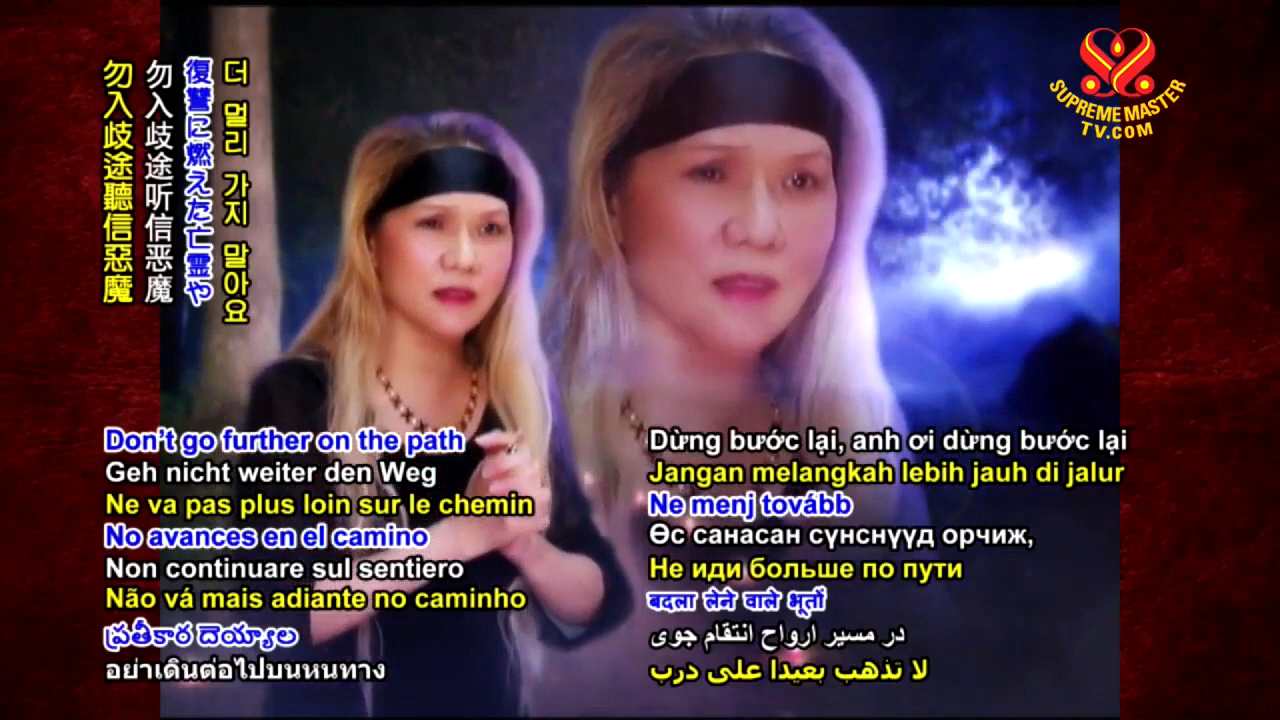 勿入歧途聽信惡魔
勿入歧途听信恶魔
復讐に燃えた亡霊や
더 멀리 가지 말아요
SUPREME MASTER
TV.COM
Don't go further on the path
Geh nicht weiter den Weg
Ne va pas plus loin sur le chemin
No avances en el camino
Non continuare sul sentiero
Não vá mais adiante no caminho
ప్రతీకార దెయ్యాల
อย่าเดินต่อไปบนหนทาง
Dừng bước lại, anh ơi dừng bước lại
Jangan melangkah lebih jauh di jalur
Ne menj tovább
Өс санасан сүнснүүд орчиж,
Не иди больше по пути
बदला लेने वाले भूतों
در مسیر ارواح انتقام جوی
لا تذهب بعيدا على درب